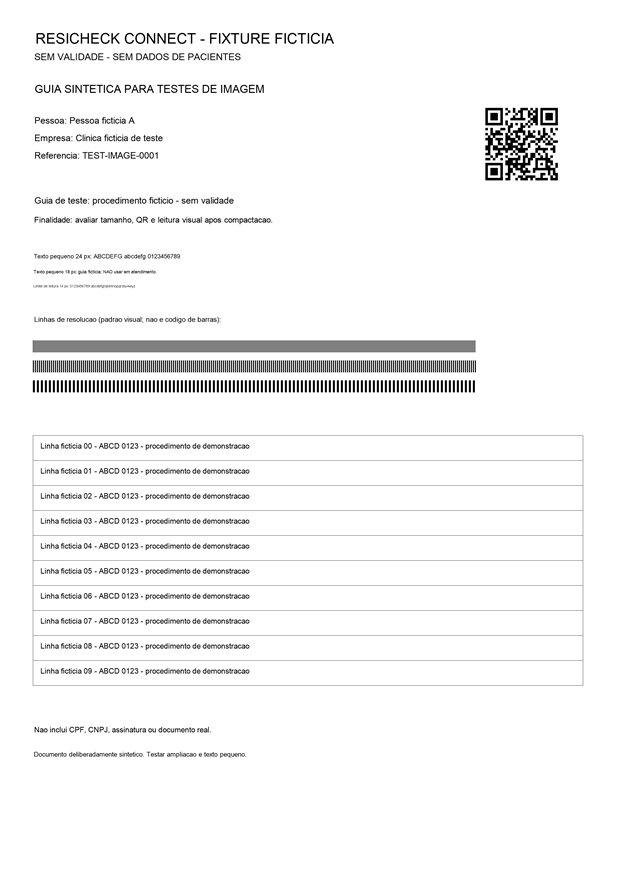 RESICHECK CONNECT - FIXTURE FICTICIA
SEM VALIDADE - SEM DADOS DE PACIENTES
GUIA SINTETICA PARA TESTES DE IMAGEM
Pessoa: Pessoa ficticia A
Empresa: Clinica ficticia de teste
Referencia: TEST-IMAGE-0001
Guia de teste: procedimento ficticio - sem validade
Finalidade: avaliar tamanho, QR e leitura visual apos compactacao.
Texto pequeno 24 px: ABCDEFG abcdefg 0123456789
Texto pequeno 18 px: guia ficticia; NAO usar em atendimento.
Limite de leitura 14 px: 0123456789
Linhas de resolucao (padrao visual; nao e codigo de barras):
Linha ficticia 00 - ABCD 0123 - procedimento de demonstracao
Linha ficticia 01 - ABCD 0123 - procedimento de demonstracao
Linha ficticia 02 - ABCD 0123 - procedimento de demonstracao
Linha ficticia 03 - ABCD 0123 - procedimento de demonstracao
Linha ficticia 04 - ABCD 0123 - procedimento de demonstracao
Linha ficticia 05 - ABCD 0123 - procedimento de demonstracao
Linha ficticia 06 - ABCD 0123 - procedimento de demonstracao
Linha ficticia 07 - ABCD 0123 - procedimento de demonstracao
Linha ficticia 08 - ABCD 0123 - procedimento de demonstracao
Linha ficticia 09 - ABCD 0123 - procedimento de demonstracao
Nao inclui CPF, CNPJ, assinatura ou documento real.
Documento deliberadamente sintetico. Testar ampliacao e texto pequeno.